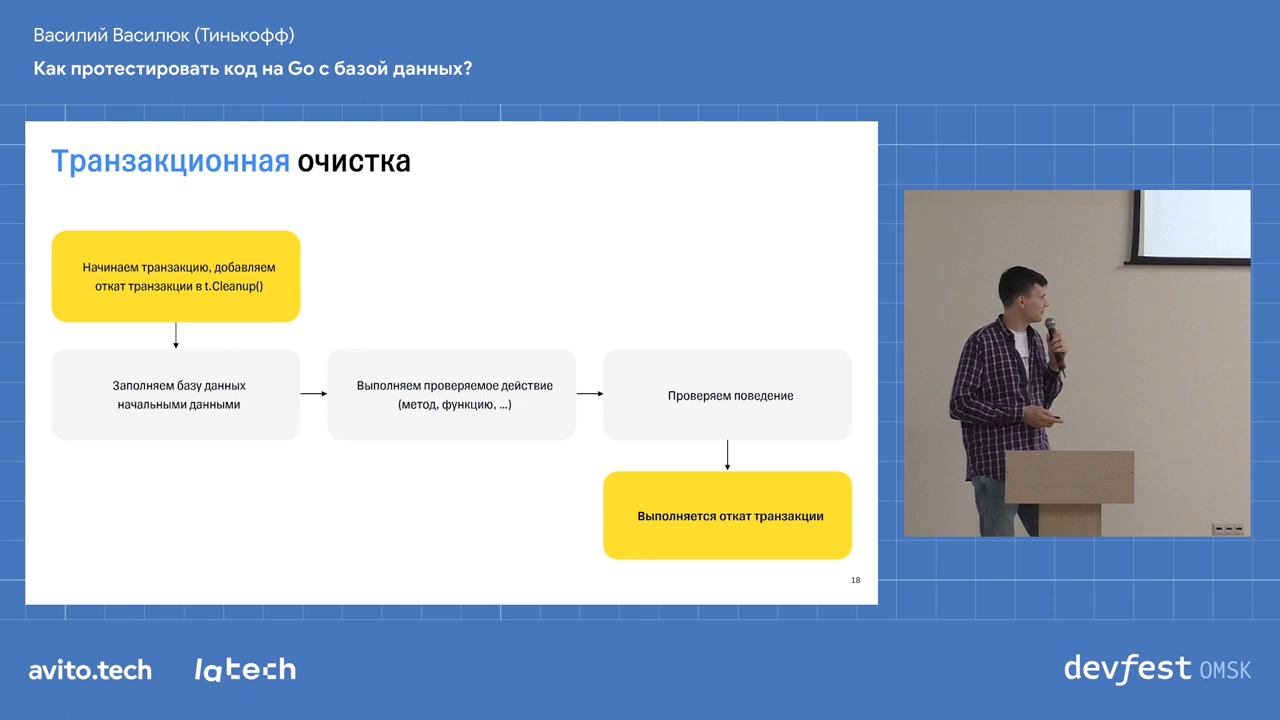 Василий Василюк (Тинькофф)
Как протестировать код на Go с базой данных?
Транзакционная очистка
Начинаем транзакцию, добавляем
откат транзакции в t.Cleanup()
Заполняем базу данных
начальными данными
Выполняем проверяемое действие
(метод, функцию, ...)
Проверяем поведение
Выполняется откат транзакции
18
avito.tech
latech
devfest OMSK